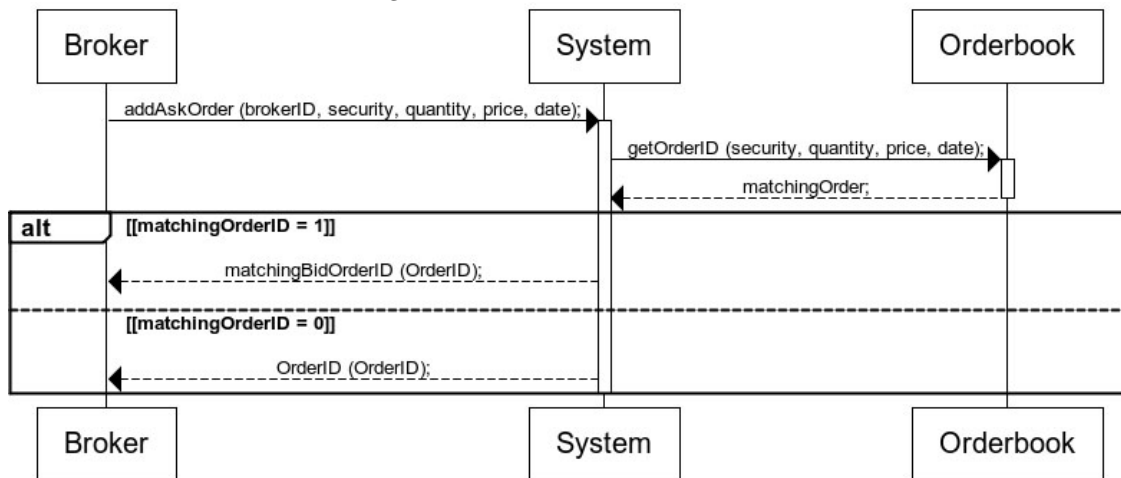 Broker
System
Orderbook
addAskOrder (brokerID, security, quantity, price, date);
getOrderID (security, quantity, price, date);
matchingOrder;
alt
[[matchingOrderID = 1]]
matchingBidOrderID (OrderID);
[[matchingOrderID = 0]]
OrderID (OrderID);
Broker
System
Orderbook